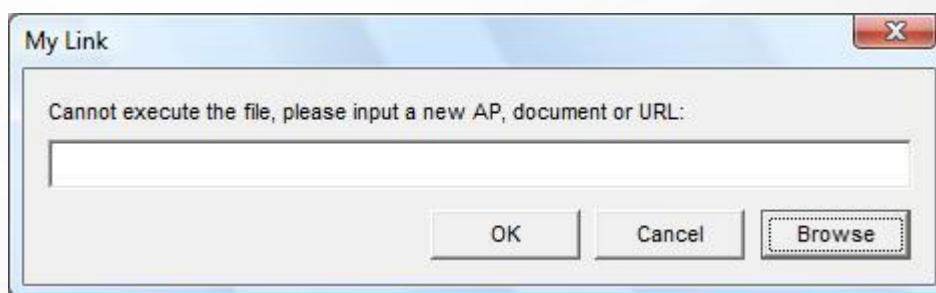 My Link
Cannot execute the file, please input a new AP, document or URL:
OK Cancel Browse